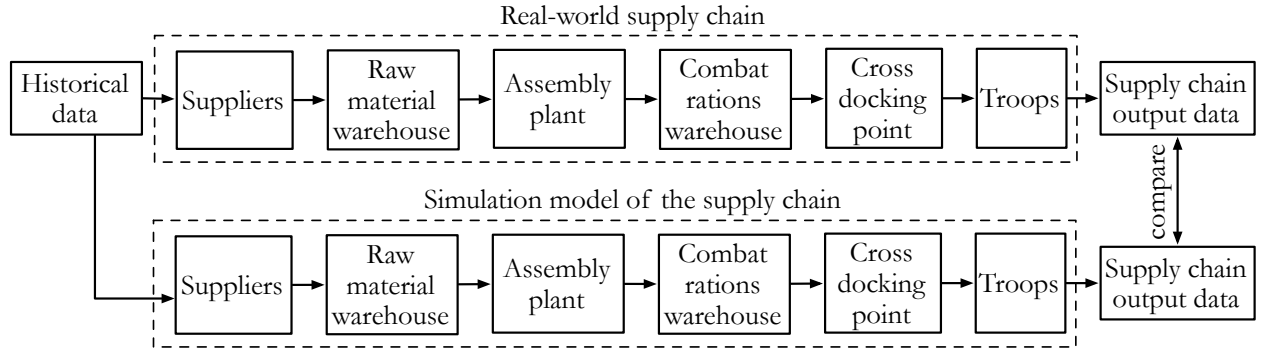 Real-world supply chain
Historical
data
Suppliers
Raw
material
warehouse
Assembly
plant
Combat
rations
warehouse
Cross
docking
point
Troops
Supply chain
output data
compare
Simulation model of the supply chain
Suppliers
Raw
material
warehouse
Assembly
plant
Combat
rations
warehouse
Cross
docking
point
Troops
Supply chain
output data